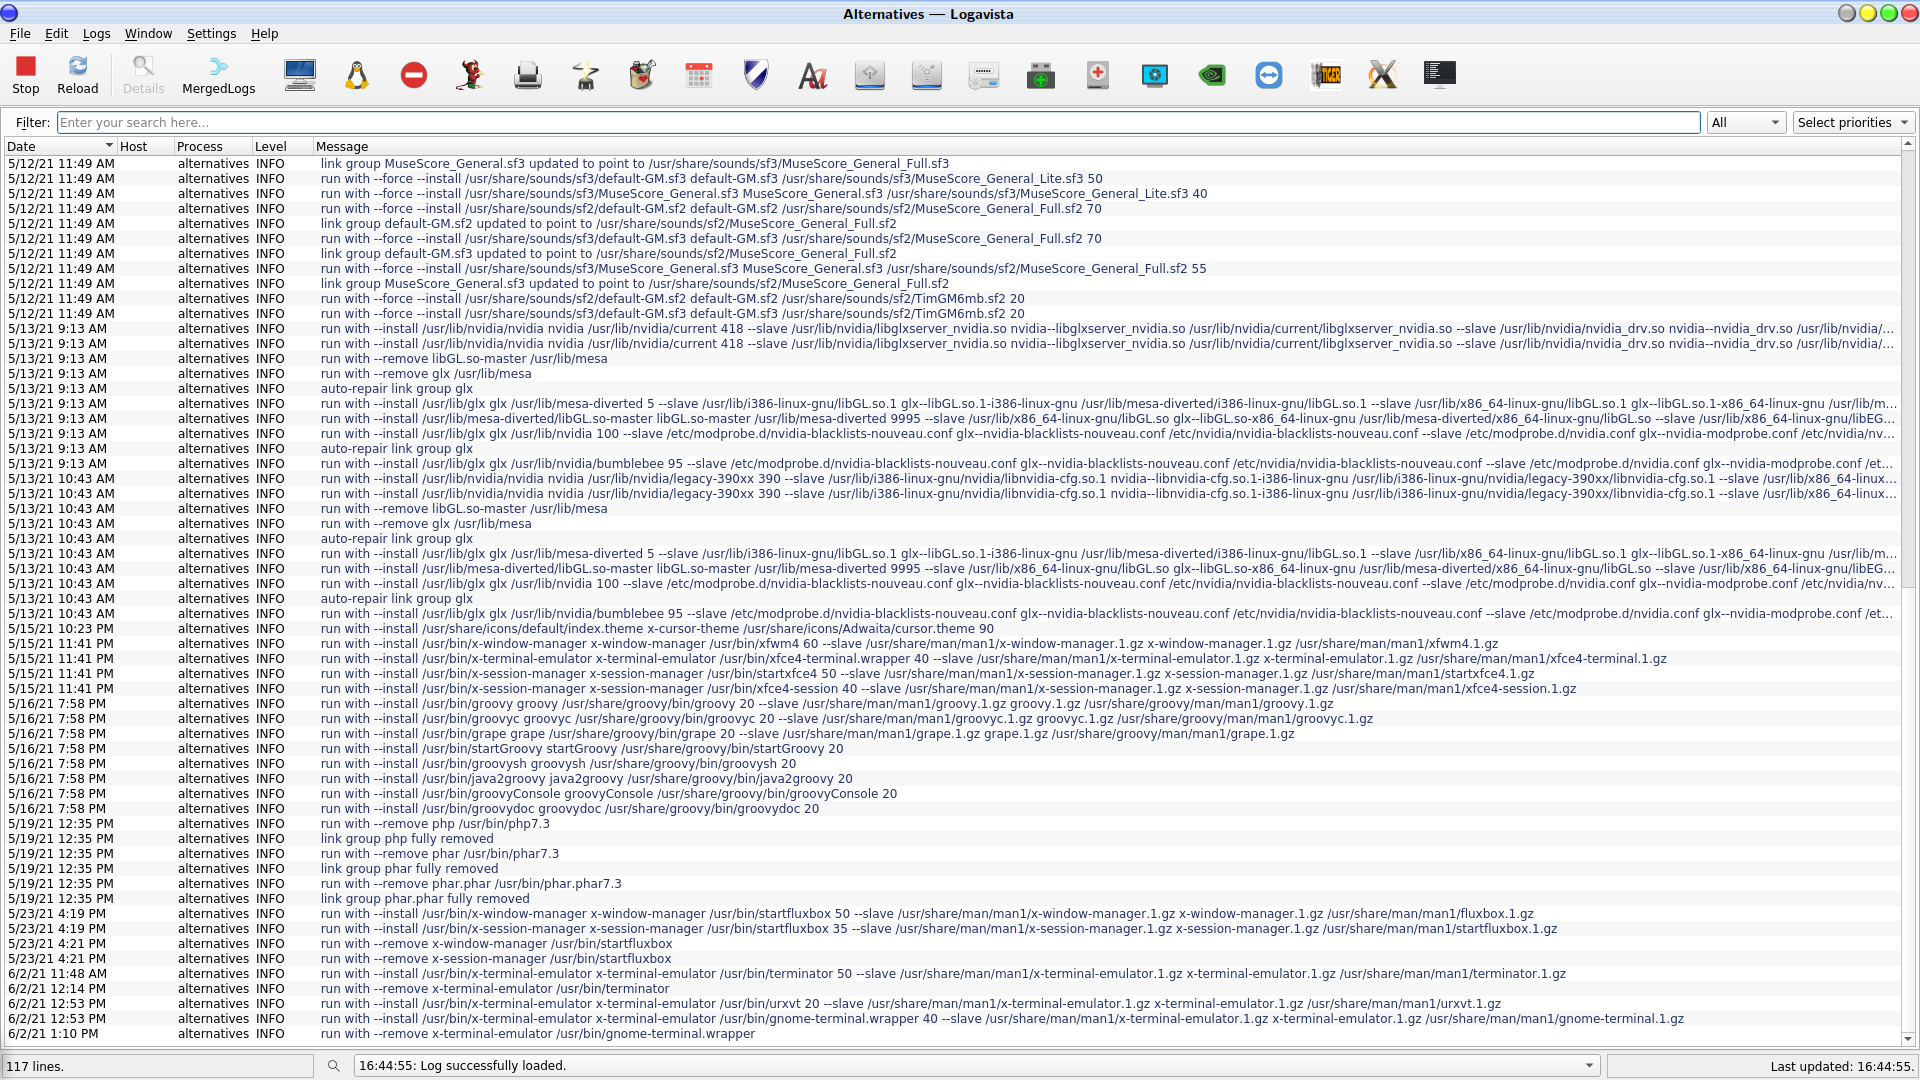 Alternatives — Logavista
File Edit Logs Window Settings Help
Stop Reload Details MergedLogs
Filter: Enter your search here... All Select priorities
Date Host Process Level Message
5/12/21 11:49 AM alternatives INFO link group MuseScore_General.sf3 updated to point to /usr/share/sounds/sf3/MuseScore_General_Full.sf3
5/12/21 11:49 AM alternatives INFO run with --force --install /usr/share/sounds/sf3/default-GM.sf3 default-GM.sf3 /usr/share/sounds/sf3/MuseScore_General_Lite.sf3 50
5/12/21 11:49 AM alternatives INFO run with --force --install /usr/share/sounds/sf3/MuseScore_General.sf3 MuseScore_General.sf3 /usr/share/sounds/sf3/MuseScore_General_Lite.sf3 40
5/12/21 11:49 AM alternatives INFO run with --force --install /usr/share/sounds/sf2/default-GM.sf2 default-GM.sf2 /usr/share/sounds/sf2/MuseScore_General_Full.sf2 70
5/12/21 11:49 AM alternatives INFO link group default-GM.sf2 updated to point to /usr/share/sounds/sf2/MuseScore_General_Full.sf2
5/12/21 11:49 AM alternatives INFO run with --force --install /usr/share/sounds/sf3/default-GM.sf3 default-GM.sf3 /usr/share/sounds/sf2/MuseScore_General_Full.sf2 70
5/12/21 11:49 AM alternatives INFO link group default-GM.sf3 updated to point to /usr/share/sounds/sf2/MuseScore_General_Full.sf2
5/12/21 11:49 AM alternatives INFO run with --force --install /usr/share/sounds/sf3/MuseScore_General.sf3 MuseScore_General.sf3 /usr/share/sounds/sf2/MuseScore_General_Full.sf2 55
5/12/21 11:49 AM alternatives INFO link group MuseScore_General.sf3 updated to point to /usr/share/sounds/sf2/MuseScore_General_Full.sf2
5/12/21 11:49 AM alternatives INFO run with --force --install /usr/share/sounds/sf2/default-GM.sf2 default-GM.sf2 /usr/share/sounds/sf2/TimGM6mb.sf2 20
5/12/21 11:49 AM alternatives INFO run with --force --install /usr/share/sounds/sf3/default-GM.sf3 default-GM.sf3 /usr/share/sounds/sf2/TimGM6mb.sf2 20
5/13/21 9:13 AM alternatives INFO run with --install /usr/lib/nvidia/nvidia nvidia /usr/lib/nvidia/current 418 --slave /usr/lib/nvidia/libglxserver_nvidia.so nvidia--libglxserver_nvidia.so /usr/lib/nvidia/current/libglxserver_nvidia.so --slave /usr/lib/nvidia/nvidia_drv.so nvidia--nvidia_drv.so /usr/lib/nvidia/...
5/13/21 9:13 AM alternatives INFO run with --install /usr/lib/nvidia/nvidia nvidia /usr/lib/nvidia/current 418 --slave /usr/lib/nvidia/libglxserver_nvidia.so nvidia--libglxserver_nvidia.so /usr/lib/nvidia/current/libglxserver_nvidia.so --slave /usr/lib/nvidia/nvidia_drv.so nvidia--nvidia_drv.so /usr/lib/nvidia/...
5/13/21 9:13 AM alternatives INFO run with --remove libGL.so-master /usr/lib/mesa
5/13/21 9:13 AM alternatives INFO run with --remove glx /usr/lib/mesa
5/13/21 9:13 AM alternatives INFO auto-repair link group glx
5/13/21 9:13 AM alternatives INFO run with --install /usr/lib/glx glx /usr/lib/mesa-diverted 5 --slave /usr/lib/i386-linux-gnu/libGL.so.1 glx--libGL.so.1-i386-linux-gnu /usr/lib/mesa-diverted/i386-linux-gnu/libGL.so.1 --slave /usr/lib/x86_64-linux-gnu/libGL.so.1 glx--libGL.so.1-x86_64-linux-gnu /usr/lib/m...
5/13/21 9:13 AM alternatives INFO run with --install /usr/lib/mesa-diverted/libGL.so-master libGL.so-master /usr/lib/mesa-diverted 9995 --slave /usr/lib/x86_64-linux-gnu/libGL.so glx--libGL.so-x86_64-linux-gnu /usr/lib/mesa-diverted/x86_64-linux-gnu/libGL.so --slave /usr/lib/x86_64-linux-gnu/libEG...
5/13/21 9:13 AM alternatives INFO run with --install /usr/lib/glx glx /usr/lib/nvidia 100 --slave /etc/modprobe.d/nvidia-blacklists-nouveau.conf glx--nvidia-blacklists-nouveau.conf /etc/nvidia/nvidia-blacklists-nouveau.conf --slave /etc/modprobe.d/nvidia.conf glx--nvidia-modprobe.conf /etc/nvidia/nv...
5/13/21 9:13 AM alternatives INFO auto-repair link group glx
5/13/21 9:13 AM alternatives INFO run with --install /usr/lib/glx glx /usr/lib/nvidia/bumblebee 95 --slave /etc/modprobe.d/nvidia-blacklists-nouveau.conf glx--nvidia-blacklists-nouveau.conf /etc/nvidia/nvidia-blacklists-nouveau.conf --slave /etc/modprobe.d/nvidia.conf glx--nvidia-modprobe.conf /et...
5/13/21 10:43 AM alternatives INFO run with --install /usr/lib/nvidia/nvidia nvidia /usr/lib/nvidia/legacy-390xx 390 --slave /usr/lib/i386-linux-gnu/nvidia/libnvidia-cfg.so.1 nvidia--libnvidia-cfg.so.1-i386-linux-gnu /usr/lib/i386-linux-gnu/nvidia/legacy-390xx/libnvidia-cfg.so.1 --slave /usr/lib/x86_64-linux...
5/13/21 10:43 AM alternatives INFO run with --install /usr/lib/nvidia/nvidia nvidia /usr/lib/nvidia/legacy-390xx 390 --slave /usr/lib/i386-linux-gnu/nvidia/libnvidia-cfg.so.1 nvidia--libnvidia-cfg.so.1-i386-linux-gnu /usr/lib/i386-linux-gnu/nvidia/legacy-390xx/libnvidia-cfg.so.1 --slave /usr/lib/x86_64-linux...
5/13/21 10:43 AM alternatives INFO run with --remove libGL.so-master /usr/lib/mesa
5/13/21 10:43 AM alternatives INFO run with --remove glx /usr/lib/mesa
5/13/21 10:43 AM alternatives INFO auto-repair link group glx
5/13/21 10:43 AM alternatives INFO run with --install /usr/lib/glx glx /usr/lib/mesa-diverted 5 --slave /usr/lib/i386-linux-gnu/libGL.so.1 glx--libGL.so.1-i386-linux-gnu /usr/lib/mesa-diverted/i386-linux-gnu/libGL.so.1 --slave /usr/lib/x86_64-linux-gnu/libGL.so.1 glx--libGL.so.1-x86_64-linux-gnu /usr/lib/m...
5/13/21 10:43 AM alternatives INFO run with --install /usr/lib/mesa-diverted/libGL.so-master libGL.so-master /usr/lib/mesa-diverted 9995 --slave /usr/lib/x86_64-linux-gnu/libGL.so glx--libGL.so-x86_64-linux-gnu /usr/lib/mesa-diverted/x86_64-linux-gnu/libGL.so --slave /usr/lib/x86_64-linux-gnu/libEG...
5/13/21 10:43 AM alternatives INFO run with --install /usr/lib/glx glx /usr/lib/nvidia 100 --slave /etc/modprobe.d/nvidia-blacklists-nouveau.conf glx--nvidia-blacklists-nouveau.conf /etc/nvidia/nvidia-blacklists-nouveau.conf --slave /etc/modprobe.d/nvidia.conf glx--nvidia-modprobe.conf /etc/nvidia/nv...
5/13/21 10:43 AM alternatives INFO auto-repair link group glx
5/13/21 10:43 AM alternatives INFO run with --install /usr/lib/glx glx /usr/lib/nvidia/bumblebee 95 --slave /etc/modprobe.d/nvidia-blacklists-nouveau.conf glx--nvidia-blacklists-nouveau.conf /etc/nvidia/nvidia-blacklists-nouveau.conf --slave /etc/modprobe.d/nvidia.conf glx--nvidia-modprobe.conf /et...
5/15/21 10:23 PM alternatives INFO run with --install /usr/share/icons/default/index.theme x-cursor-theme /usr/share/icons/Adwaita/cursor.theme 90
5/15/21 11:41 PM alternatives INFO run with --install /usr/bin/x-window-manager x-window-manager /usr/bin/xfwm4 60 --slave /usr/share/man/man1/x-window-manager.1.gz x-window-manager.1.gz /usr/share/man/man1/xfwm4.1.gz
5/15/21 11:41 PM alternatives INFO run with --install /usr/bin/x-terminal-emulator x-terminal-emulator /usr/bin/xfce4-terminal.wrapper 40 --slave /usr/share/man/man1/x-terminal-emulator.1.gz x-terminal-emulator.1.gz /usr/share/man/man1/xfce4-terminal.1.gz
5/15/21 11:41 PM alternatives INFO run with --install /usr/bin/x-session-manager x-session-manager /usr/bin/startxfce4 50 --slave /usr/share/man/man1/x-session-manager.1.gz x-session-manager.1.gz /usr/share/man/man1/startxfce4.1.gz
5/15/21 11:41 PM alternatives INFO run with --install /usr/bin/x-session-manager x-session-manager /usr/bin/xfce4-session 40 --slave /usr/share/man/man1/x-session-manager.1.gz x-session-manager.1.gz /usr/share/man/man1/xfce4-session.1.gz
5/16/21 7:58 PM alternatives INFO run with --install /usr/bin/groovy groovy /usr/share/groovy/bin/groovy 20 --slave /usr/share/man/man1/groovy.1.gz groovy.1.gz /usr/share/groovy/man/man1/groovy.1.gz
5/16/21 7:58 PM alternatives INFO run with --install /usr/bin/groovyc groovyc /usr/share/groovy/bin/groovyc 20 --slave /usr/share/man/man1/groovyc.1.gz groovyc.1.gz /usr/share/groovy/man/man1/groovyc.1.gz
5/16/21 7:58 PM alternatives INFO run with --install /usr/bin/grape grape /usr/share/groovy/bin/grape 20 --slave /usr/share/man/man1/grape.1.gz grape.1.gz /usr/share/groovy/man/man1/grape.1.gz
5/16/21 7:58 PM alternatives INFO run with --install /usr/bin/startGroovy startGroovy /usr/share/groovy/bin/startGroovy 20
5/16/21 7:58 PM alternatives INFO run with --install /usr/bin/groovysh groovysh /usr/share/groovy/bin/groovysh 20
5/16/21 7:58 PM alternatives INFO run with --install /usr/bin/java2groovy java2groovy /usr/share/groovy/bin/java2groovy 20
5/16/21 7:58 PM alternatives INFO run with --install /usr/bin/groovyConsole groovyConsole /usr/share/groovy/bin/groovyConsole 20
5/16/21 7:58 PM alternatives INFO run with --install /usr/bin/groovydoc groovydoc /usr/share/groovy/bin/groovydoc 20
5/19/21 12:35 PM alternatives INFO run with --remove php /usr/bin/php7.3
5/19/21 12:35 PM alternatives INFO link group php fully removed
5/19/21 12:35 PM alternatives INFO run with --remove phar /usr/bin/phar7.3
5/19/21 12:35 PM alternatives INFO link group phar fully removed
5/19/21 12:35 PM alternatives INFO run with --remove phar.phar /usr/bin/phar.phar7.3
5/19/21 12:35 PM alternatives INFO link group phar.phar fully removed
5/23/21 4:19 PM alternatives INFO run with --install /usr/bin/x-window-manager x-window-manager /usr/bin/startfluxbox 50 --slave /usr/share/man/man1/x-window-manager.1.gz x-window-manager.1.gz /usr/share/man/man1/fluxbox.1.gz
5/23/21 4:19 PM alternatives INFO run with --install /usr/bin/x-session-manager x-session-manager /usr/bin/startfluxbox 35 --slave /usr/share/man/man1/x-session-manager.1.gz x-session-manager.1.gz /usr/share/man/man1/startfluxbox.1.gz
5/23/21 4:21 PM alternatives INFO run with --remove x-window-manager /usr/bin/startfluxbox
5/23/21 4:21 PM alternatives INFO run with --remove x-session-manager /usr/bin/startfluxbox
6/2/21 11:48 AM alternatives INFO run with --install /usr/bin/x-terminal-emulator x-terminal-emulator /usr/bin/terminator 50 --slave /usr/share/man/man1/x-terminal-emulator.1.gz x-terminal-emulator.1.gz /usr/share/man/man1/terminator.1.gz
6/2/21 12:14 PM alternatives INFO run with --remove x-terminal-emulator /usr/bin/terminator
6/2/21 12:53 PM alternatives INFO run with --install /usr/bin/x-terminal-emulator x-terminal-emulator /usr/bin/urxvt 20 --slave /usr/share/man/man1/x-terminal-emulator.1.gz x-terminal-emulator.1.gz /usr/share/man/man1/urxvt.1.gz
6/2/21 12:53 PM alternatives INFO run with --install /usr/bin/x-terminal-emulator x-terminal-emulator /usr/bin/gnome-terminal.wrapper 40 --slave /usr/share/man/man1/x-terminal-emulator.1.gz x-terminal-emulator.1.gz /usr/share/man/man1/gnome-terminal.1.gz
6/2/21 1:10 PM alternatives INFO run with --remove x-terminal-emulator /usr/bin/gnome-terminal.wrapper
117 lines. 16:44:55: Log successfully loaded. Last updated: 16:44:55.